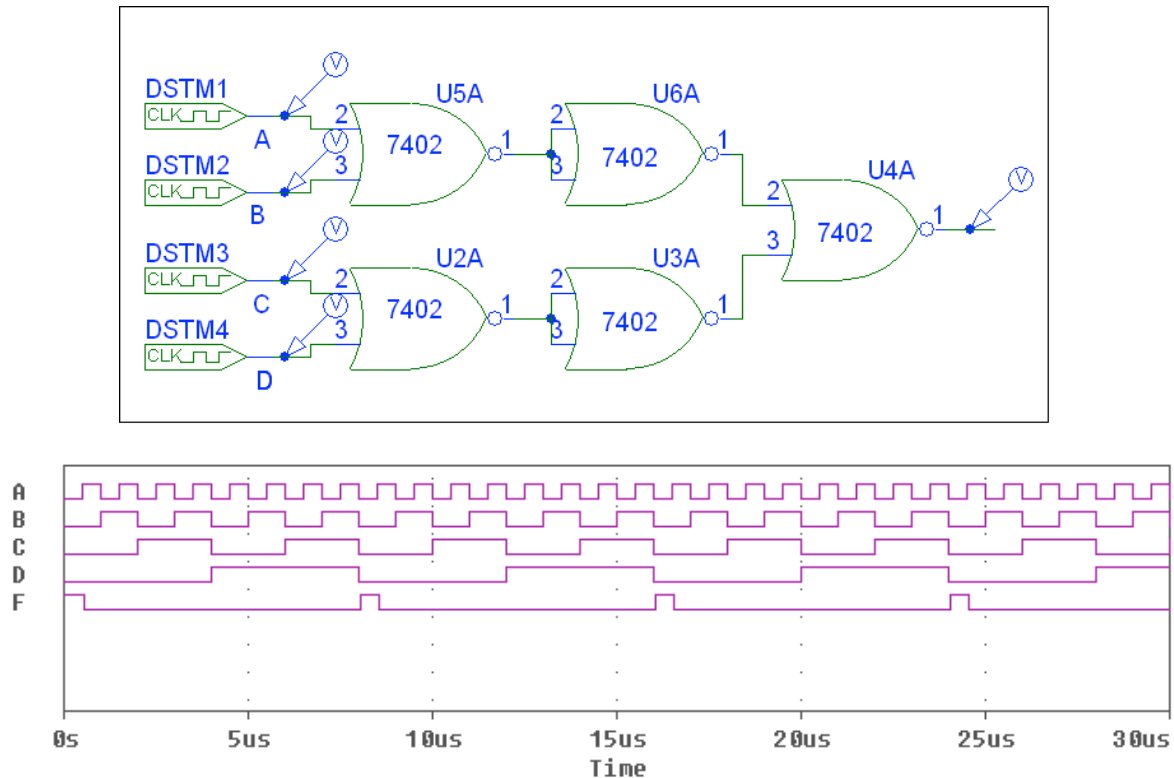 DSTM1
CLK
A
V
2
3
U5A
7402
1
2
3
U6A
7402
1
DSTM2
CLK
B
V
U4A
2
3
7402
1
V
DSTM3
CLK
C
V
2
3
U2A
7402
1
2
3
U3A
7402
1
DSTM4
CLK
D
V
A
B
C
D
F
0s 5us 10us 15us 20us 25us 30us
Time